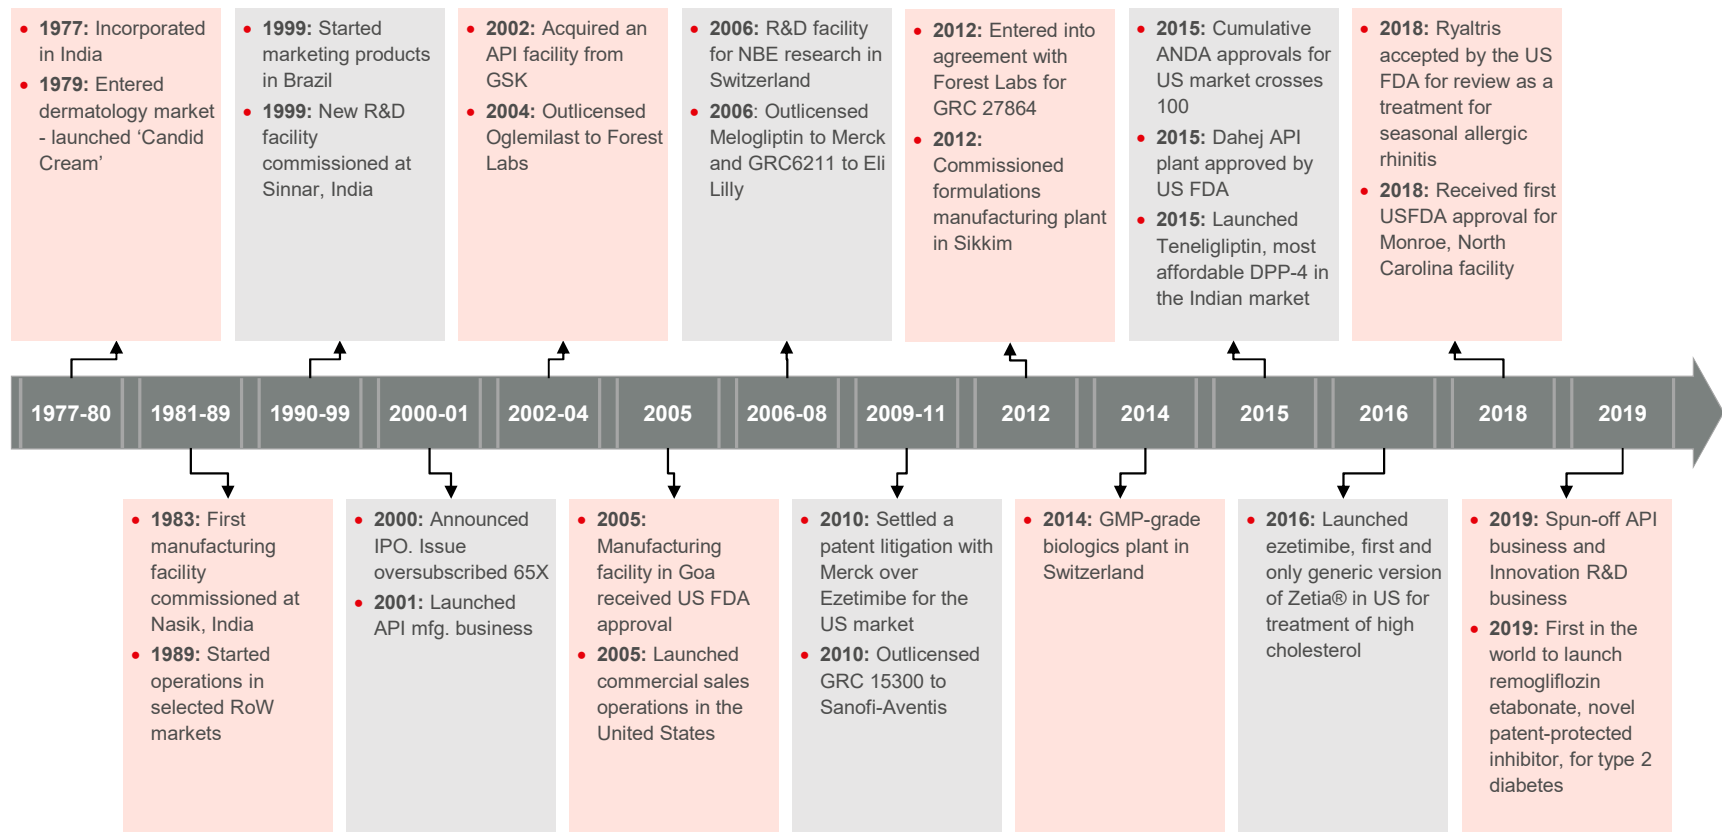 • 1977: Incorporated
in India
• 1979: Entered
dermatology market
- launched ‘Candid
Cream’
• 1999: Started
marketing products
in Brazil
• 1999: New R&D
facility
commissioned at
Sinnar, India
• 2002: Acquired an
API facility from
GSK
• 2004: Outlicensed
Oglemilast to Forest
Labs
• 2006: R&D facility
for NBE research in
Switzerland
• 2006: Outlicensed
Melogliptin to Merck
and GRC6211 to Eli
Lilly
• 2012: Entered into
agreement with
Forest Labs for
GRC 27864
• 2012:
Commissioned
formulations
manufacturing plant
in Sikkim
• 2015: Cumulative
ANDA approvals for
US market crosses
100
• 2015: Dahej API
plant approved by
US FDA
• 2015: Launched
Teneligliptin, most
affordable DPP-4 in
the Indian market
• 2018: Ryaltris
accepted by the US
FDA for review as a
treatment for
seasonal allergic
rhinitis
• 2018: Received first
USFDA approval for
Monroe, North
Carolina facility
1977-80
1981-89
1990-99
2000-01
2002-04
2005
2006-08
2009-11
2012
2014
2015
2016
2018
2019
• 1983: First
manufacturing
facility
commissioned at
Nasik, India
• 1989: Started
operations in
selected RoW
markets
• 2000: Announced
IPO. Issue
oversubscribed 65X
• 2001: Launched
API mfg. business
• 2005:
Manufacturing
facility in Goa
received US FDA
approval
• 2005: Launched
commercial sales
operations in the
United States
• 2010: Settled a
patent litigation with
Merck over
Ezetimibe for the
US market
• 2010: Outlicensed
GRC 15300 to
Sanofi-Aventis
• 2014: GMP-grade
biologics plant in
Switzerland
• 2016: Launched
ezetimibe, first and
only generic version
of Zetia® in US for
treatment of high
cholesterol
• 2019: Spun-off API
business and
Innovation R&D
business
• 2019: First in the
world to launch
remogliflozin
etabonate, novel
patent-protected
inhibitor, for type 2
diabetes